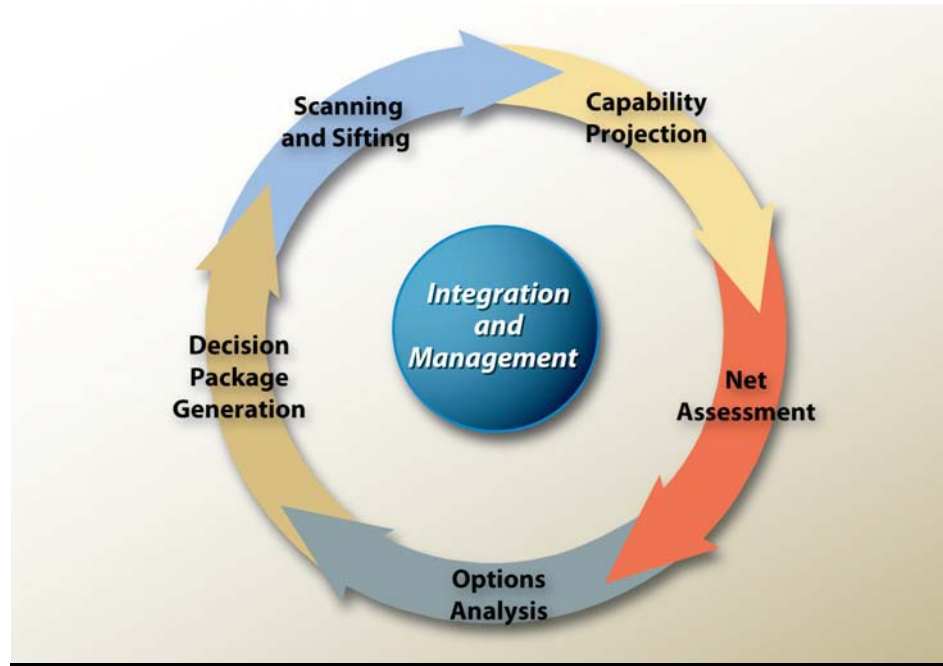 Scanning
and Sifting
Capability
Projection
Net
Assessment
Options
Analysis
Decision
Package
Generation
Integration
and
Management